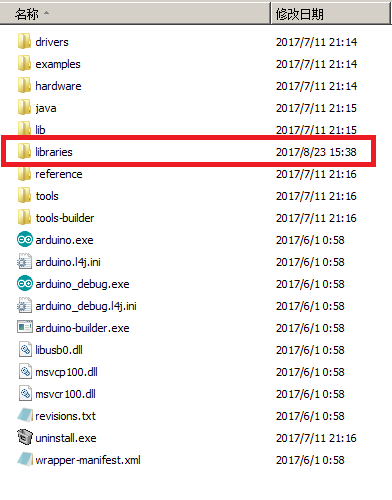 名称 修改日期
drivers 2017/7/11 21:14
examples 2017/7/11 21:14
hardware 2017/7/11 21:14
java 2017/7/11 21:15
lib 2017/7/11 21:15
libraries 2017/8/23 15:38
reference 2017/7/11 21:16
tools 2017/7/11 21:16
tools-builder 2017/7/11 21:16
arduino.exe 2017/6/1 0:58
arduino.l4j.ini 2017/6/1 0:58
arduino_debug.exe 2017/6/1 0:58
arduino_debug.l4j.ini 2017/6/1 0:58
arduino-builder.exe 2017/6/1 0:58
libusb0.dll 2017/6/1 0:58
msvcp100.dll 2017/6/1 0:58
msvcr100.dll 2017/6/1 0:58
revisions.txt 2017/6/1 0:58
uninstall.exe 2017/7/11 21:16
wrapper-manifest.xml 2017/6/1 0:58